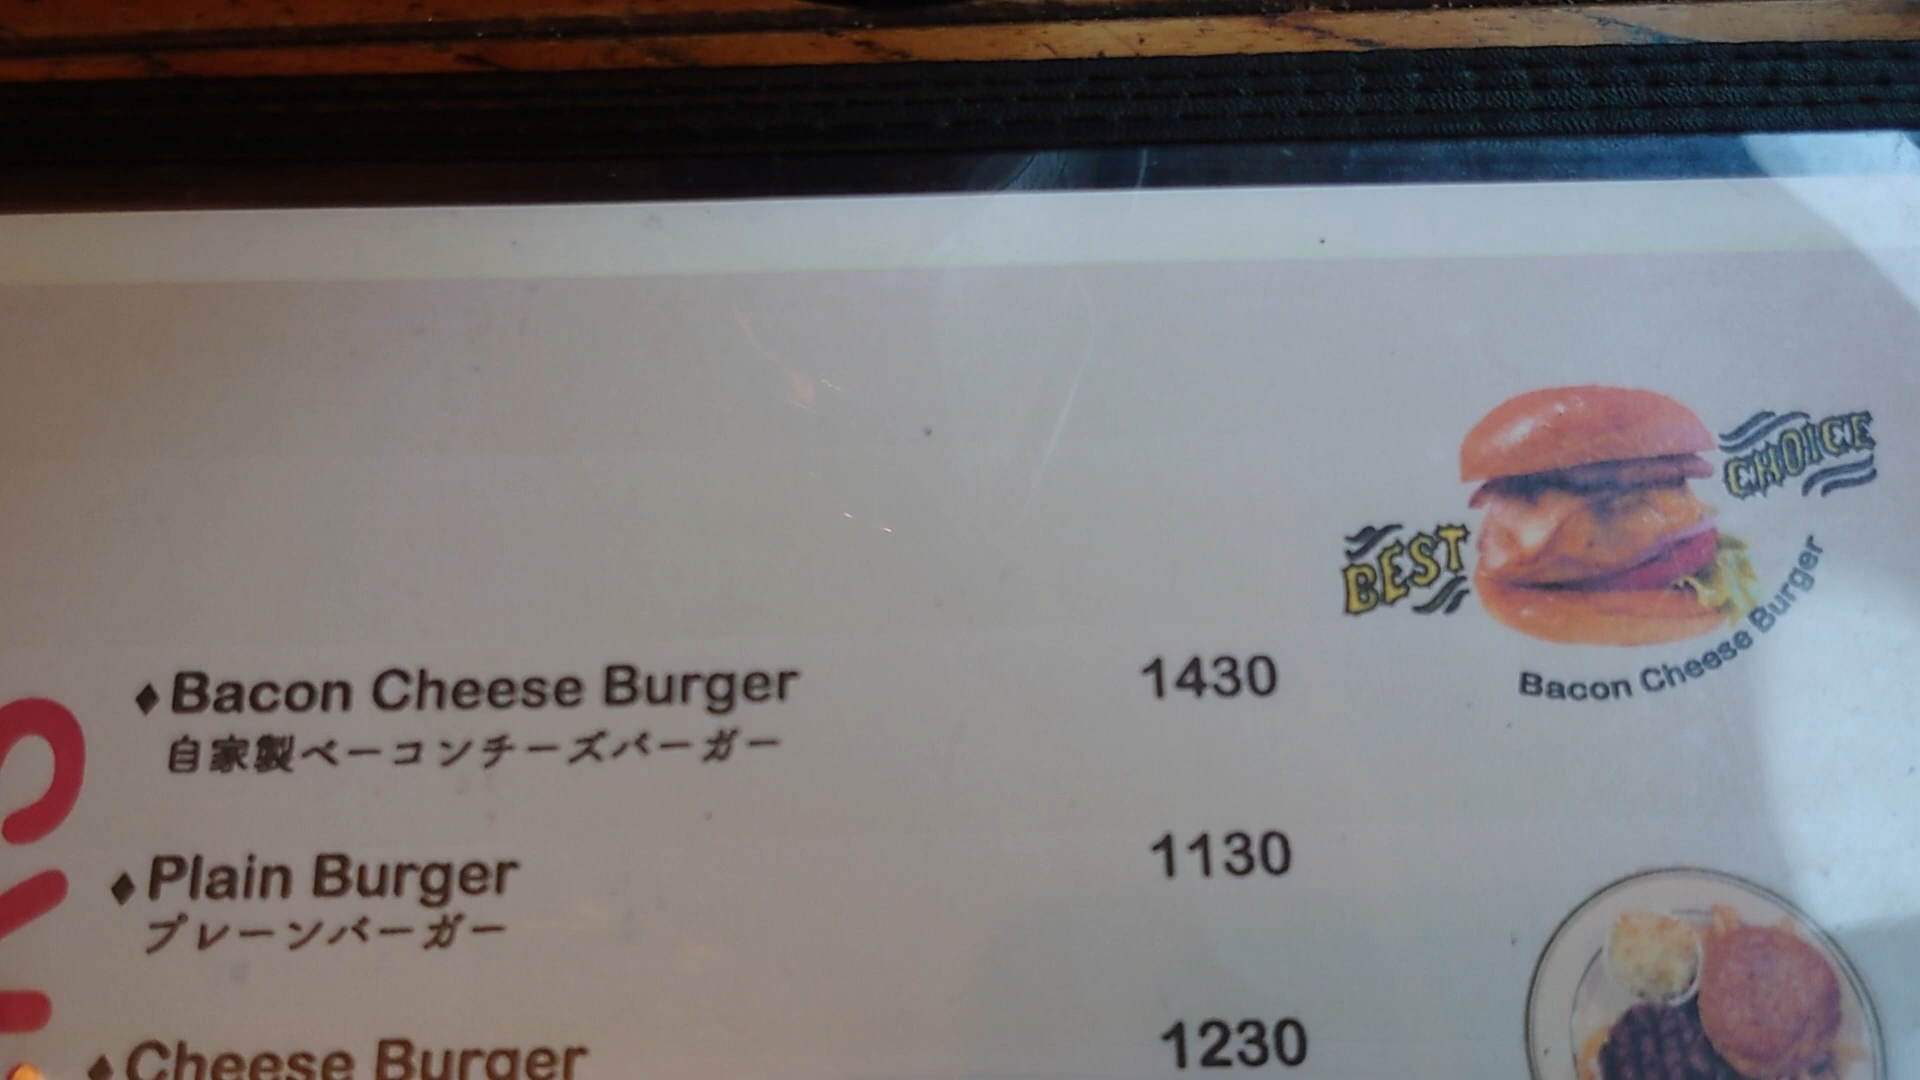 BEST CHOICE
Bacon Cheese Burger
♦Bacon Cheese Burger 1430
自家製ベーコンチーズバーガー
♦Plain Burger 1130
プレーンバーガー
♦Cheese Burger 1230